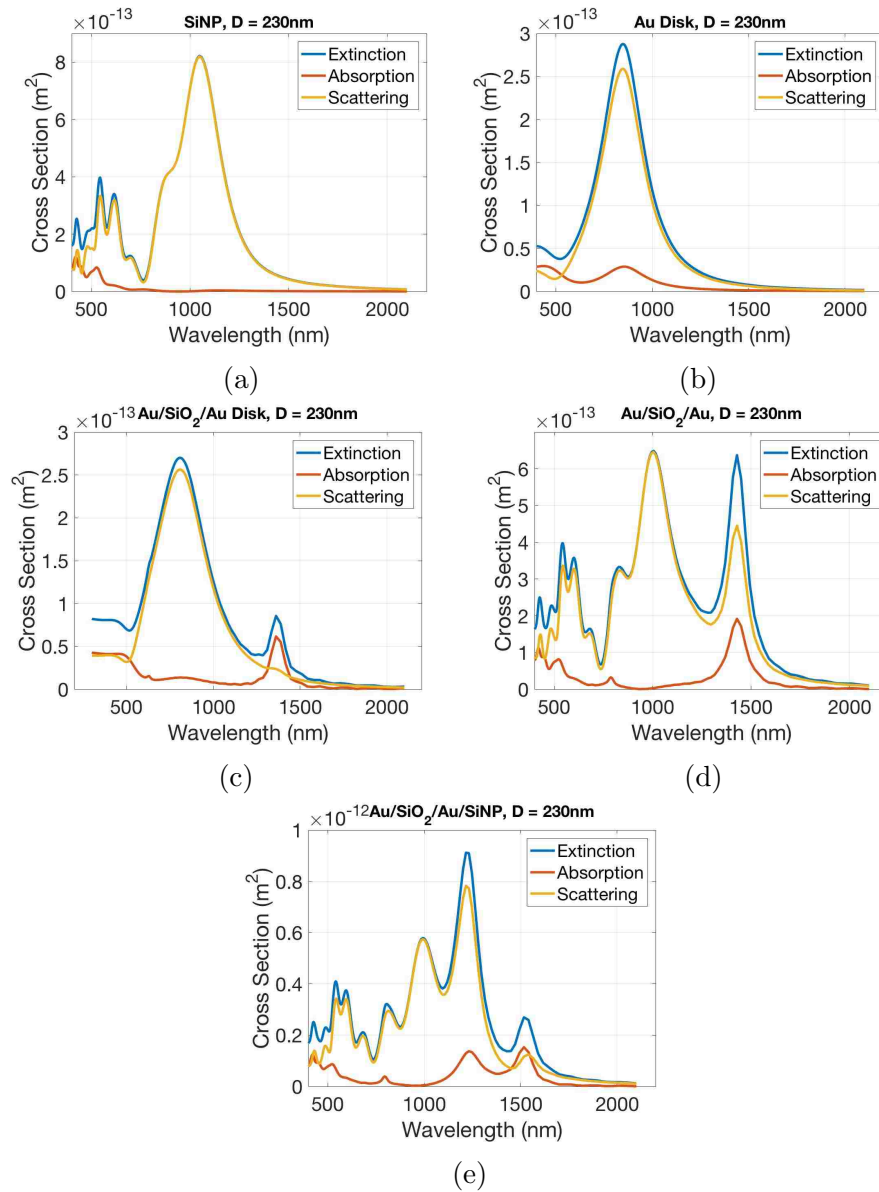 ×10⁻¹³
SiNP, D = 230nm
Extinction
Absorption
Scattering
Cross Section (m²)
8
6
4
2
0
500 1000 1500 2000
Wavelength (nm)
(a)
×10⁻¹³
Au Disk, D = 230nm
Extinction
Absorption
Scattering
Cross Section (m²)
3
2.5
2
1.5
1
0.5
0
500 1000 1500 2000
Wavelength (nm)
(b)
×10⁻¹³
Au/SiO₂/Au Disk, D = 230nm
Extinction
Absorption
Scattering
Cross Section (m²)
3
2.5
2
1.5
1
0.5
0
500 1000 1500 2000
Wavelength (nm)
(c)
×10⁻¹³
Au/SiO₂/Au, D = 230nm
Extinction
Absorption
Scattering
Cross Section (m²)
6
5
4
3
2
1
0
500 1000 1500 2000
Wavelength (nm)
(d)
×10⁻¹²
Au/SiO₂/Au/SiNP, D = 230nm
Extinction
Absorption
Scattering
Cross Section (m²)
1
0.8
0.6
0.4
0.2
0
500 1000 1500 2000
Wavelength (nm)
(e)